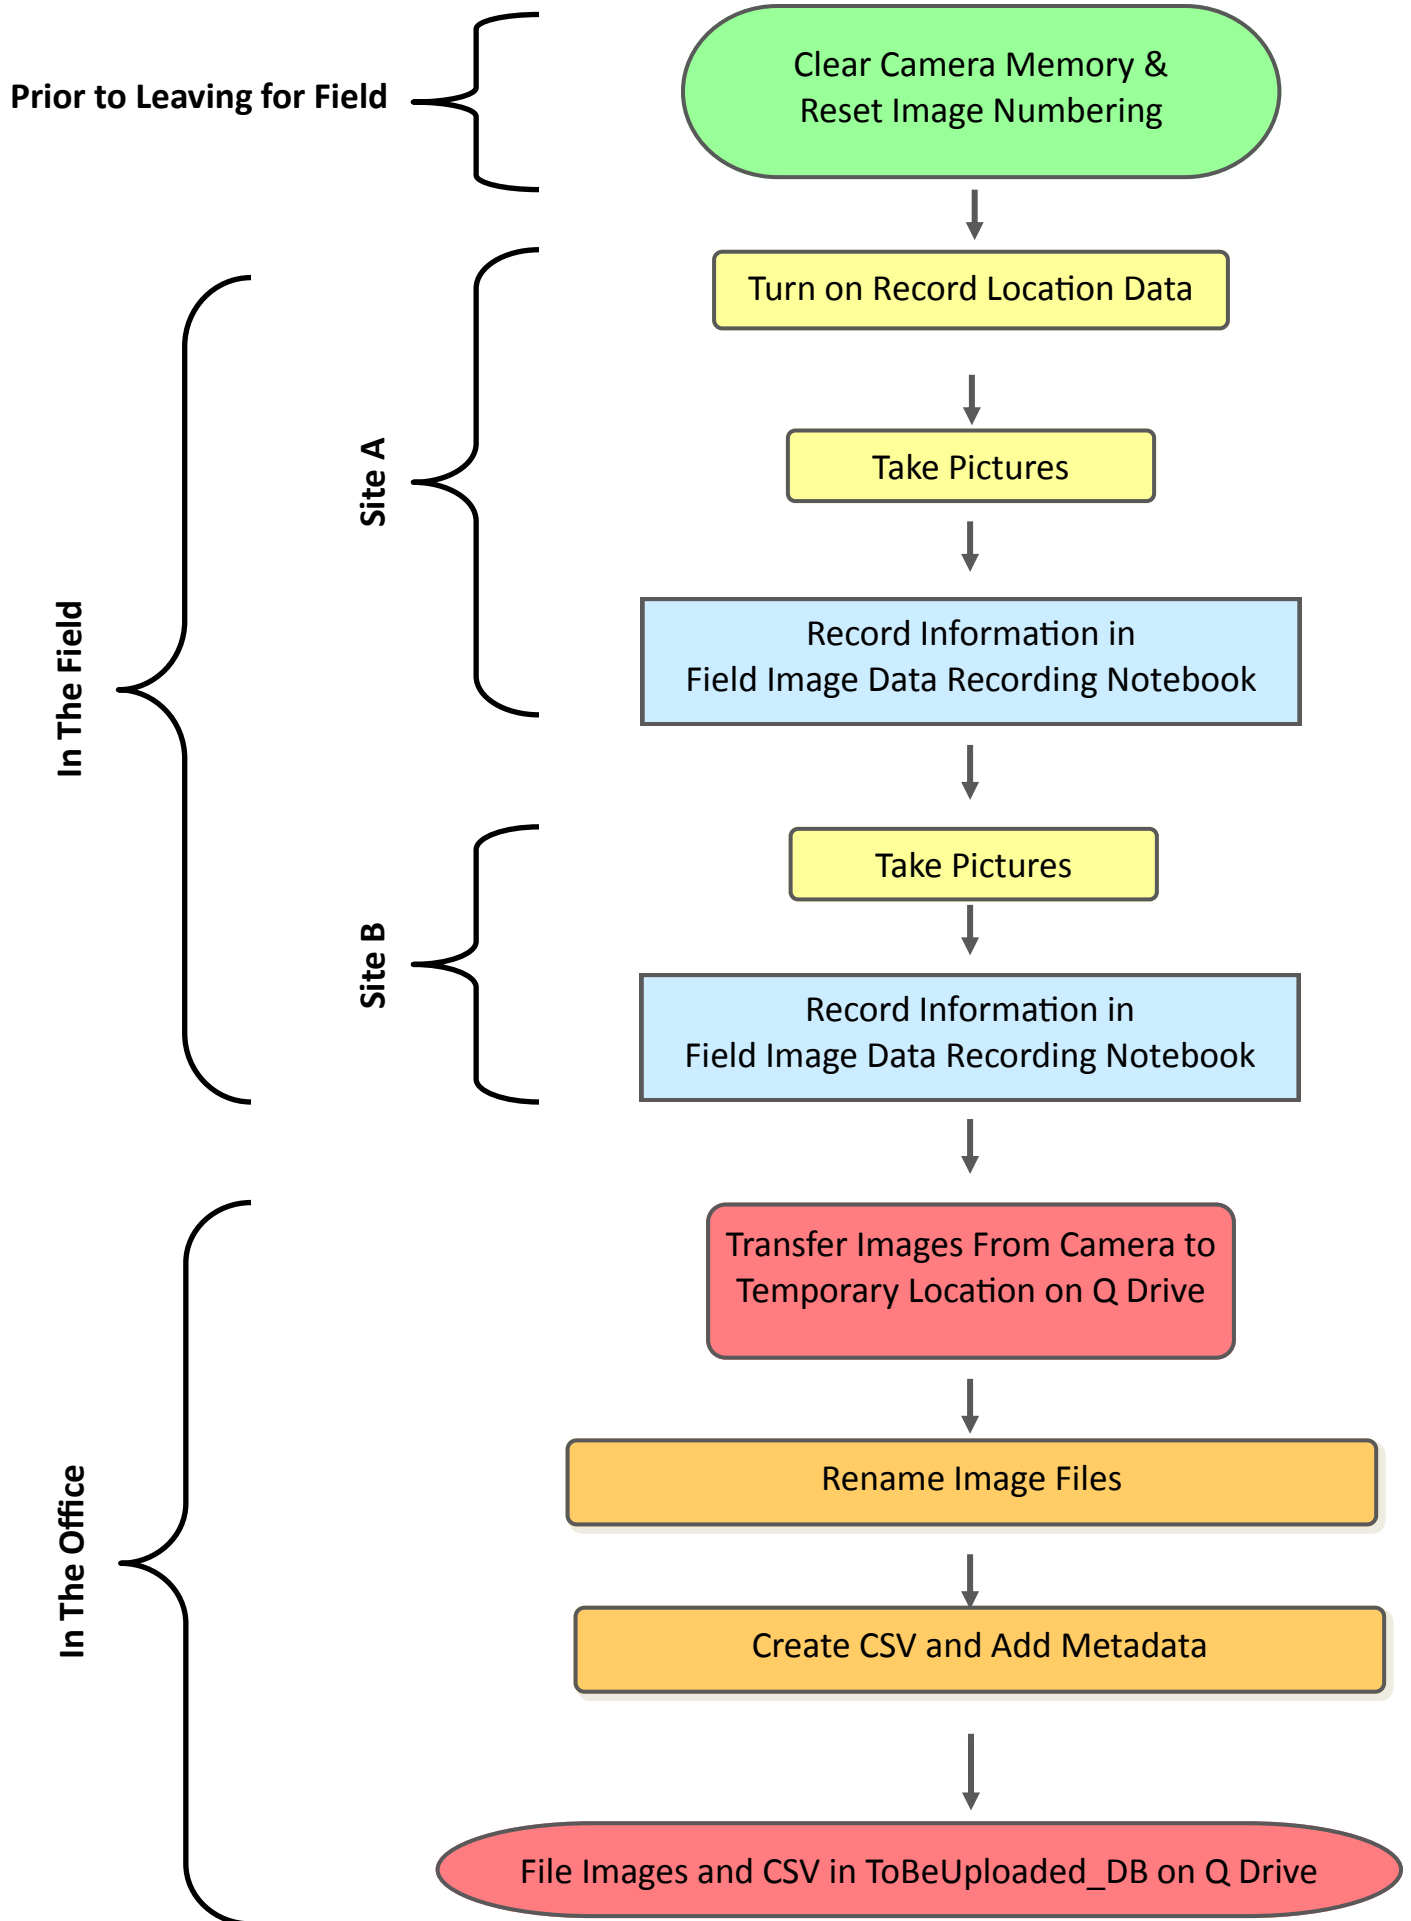 Prior to Leaving for Field
Clear Camera Memory &
Reset Image Numbering
In The Field
Site A
Turn on Record Location Data
Take Pictures
Record Information in
Field Image Data Recording Notebook
Site B
Take Pictures
Record Information in
Field Image Data Recording Notebook
In The Office
Transfer Images From Camera to
Temporary Location on Q Drive
Rename Image Files
Create CSV and Add Metadata
File Images and CSV in ToBeUploaded_DB on Q Drive